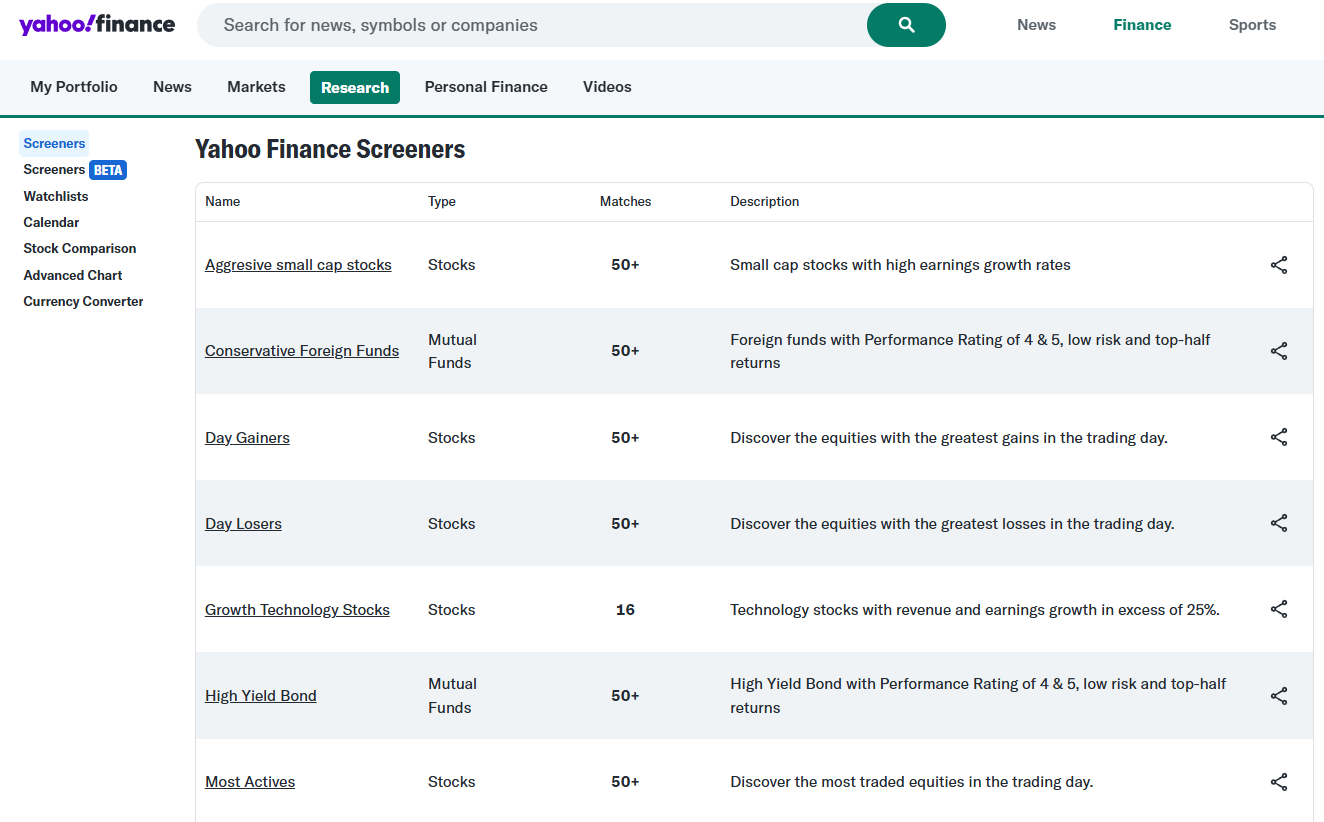 yahoo!finance
Search for news, symbols or companies
News Finance Sports
My Portfolio News Markets Research Personal Finance Videos
Screeners
Screeners BETA
Watchlists
Calendar
Stock Comparison
Advanced Chart
Currency Converter
Yahoo Finance Screeners
Name Type Matches Description
Aggresive small cap stocks Stocks 50+ Small cap stocks with high earnings growth rates
Conservative Foreign Funds Mutual Funds 50+ Foreign funds with Performance Rating of 4 & 5, low risk and top-half returns
Day Gainers Stocks 50+ Discover the equities with the greatest gains in the trading day.
Day Losers Stocks 50+ Discover the equities with the greatest losses in the trading day.
Growth Technology Stocks Stocks 16 Technology stocks with revenue and earnings growth in excess of 25%.
High Yield Bond Mutual Funds 50+ High Yield Bond with Performance Rating of 4 & 5, low risk and top-half returns
Most Actives Stocks 50+ Discover the most traded equities in the trading day.